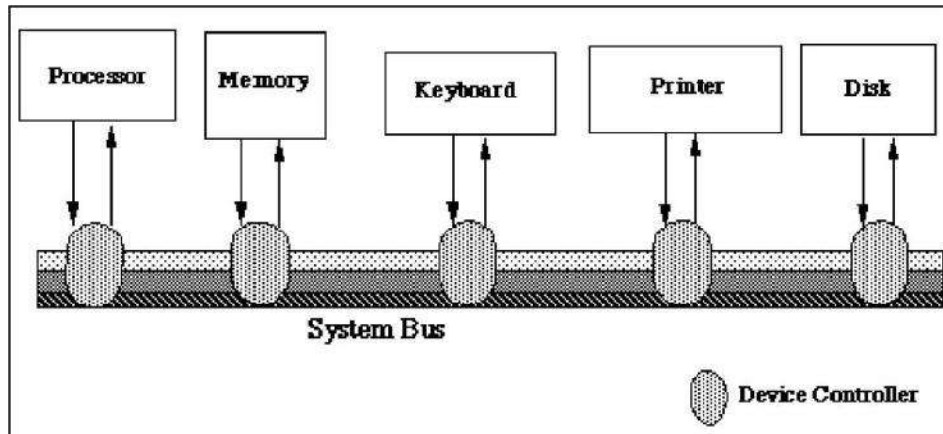 Processor
Memory
Keyboard
Printer
Disk
System Bus
Device Controller